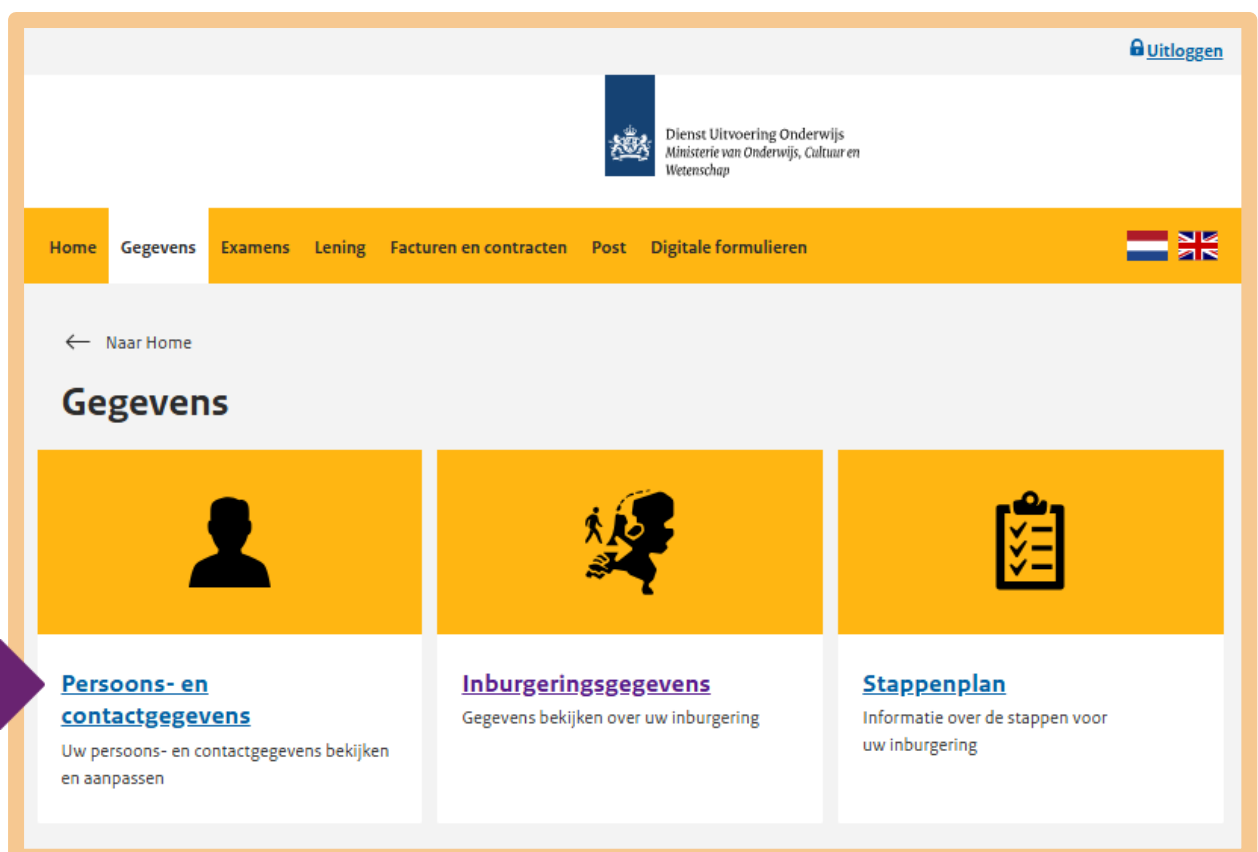 Uitloggen
Dienst Uitvoering Onderwijs
Ministerie van Onderwijs, Cultuur en
Wetenschap
Home Gegevens Examens Lening Facturen en contracten Post Digitale formulieren
← Naar Home
Gegevens
Persoons- en
contactgegevens
Uw persoons- en contactgegevens bekijken
en aanpassen
Inburgeringsgegevens
Gegevens bekijken over uw inburgering
Stappenplan
Informatie over de stappen voor
uw inburgering